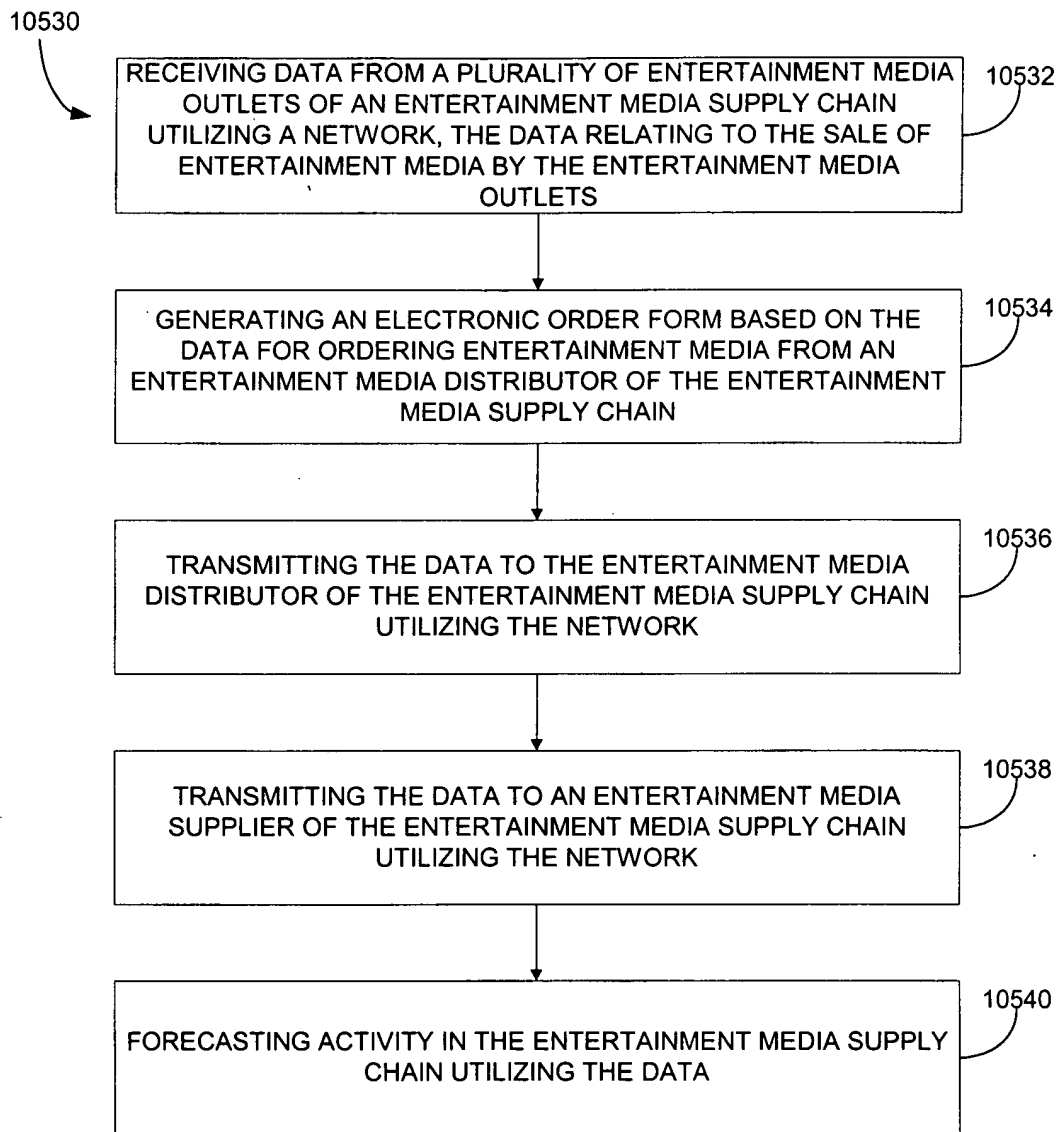 10530
RECEIVING DATA FROM A PLURALITY OF ENTERTAINMENT MEDIA
OUTLETS OF AN ENTERTAINMENT MEDIA SUPPLY CHAIN
UTILIZING A NETWORK, THE DATA RELATING TO THE SALE OF
ENTERTAINMENT MEDIA BY THE ENTERTAINMENT MEDIA
OUTLETS
10532
GENERATING AN ELECTRONIC ORDER FORM BASED ON THE
DATA FOR ORDERING ENTERTAINMENT MEDIA FROM AN
ENTERTAINMENT MEDIA DISTRIBUTOR OF THE ENTERTAINMENT
MEDIA SUPPLY CHAIN
10534
TRANSMITTING THE DATA TO THE ENTERTAINMENT MEDIA
DISTRIBUTOR OF THE ENTERTAINMENT MEDIA SUPPLY CHAIN
UTILIZING THE NETWORK
10536
TRANSMITTING THE DATA TO AN ENTERTAINMENT MEDIA
SUPPLIER OF THE ENTERTAINMENT MEDIA SUPPLY CHAIN
UTILIZING THE NETWORK
10538
FORECASTING ACTIVITY IN THE ENTERTAINMENT MEDIA SUPPLY
CHAIN UTILIZING THE DATA
10540